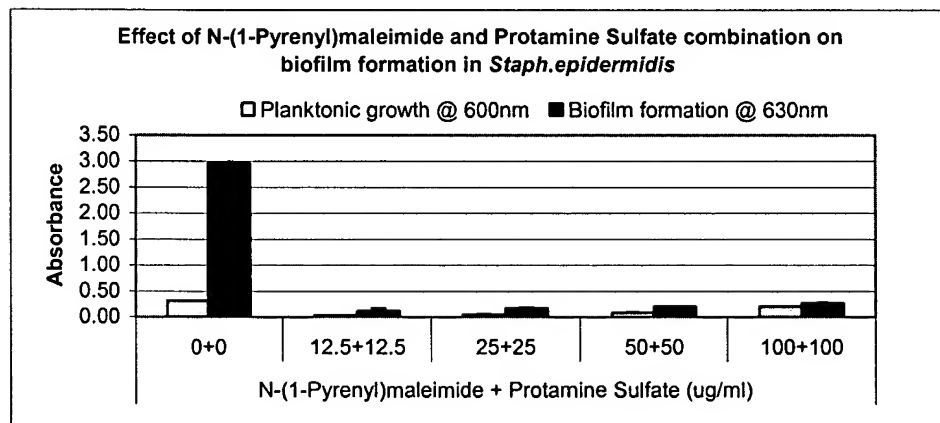 Effect of N-(1-Pyrenyl)maleimide and Protamine Sulfate combination on
biofilm formation in Staph.epidermidis
Planktonic growth @ 600nm Biofilm formation @ 630nm
3.50
3.00
2.50
2.00
1.50
1.00
0.50
0.00
Absorbance
0+0 12.5+12.5 25+25 50+50 100+100
N-(1-Pyrenyl)maleimide + Protamine Sulfate (ug/ml)